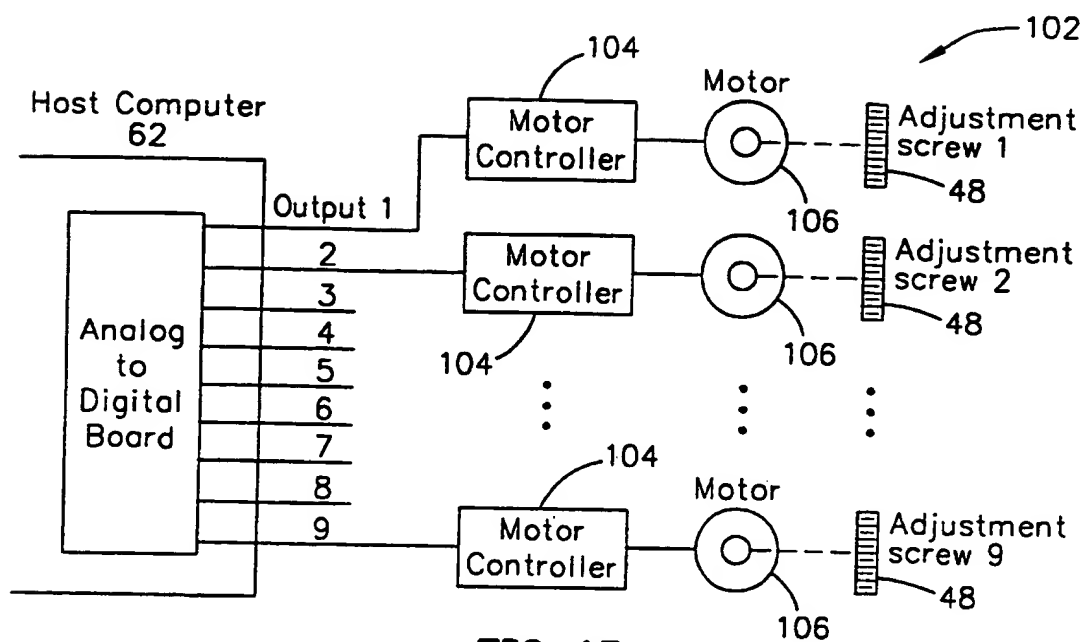 102
104
Host Computer
62
Motor
Controller
Motor
Adjustment
screw 1
48
106
Output 1
2
3
4
5
6
7
8
9
Analog
to
Digital
Board
Motor
Controller
104
106
Adjustment
screw 2
48
104
Motor
Controller
Motor
106
Adjustment
screw 9
48